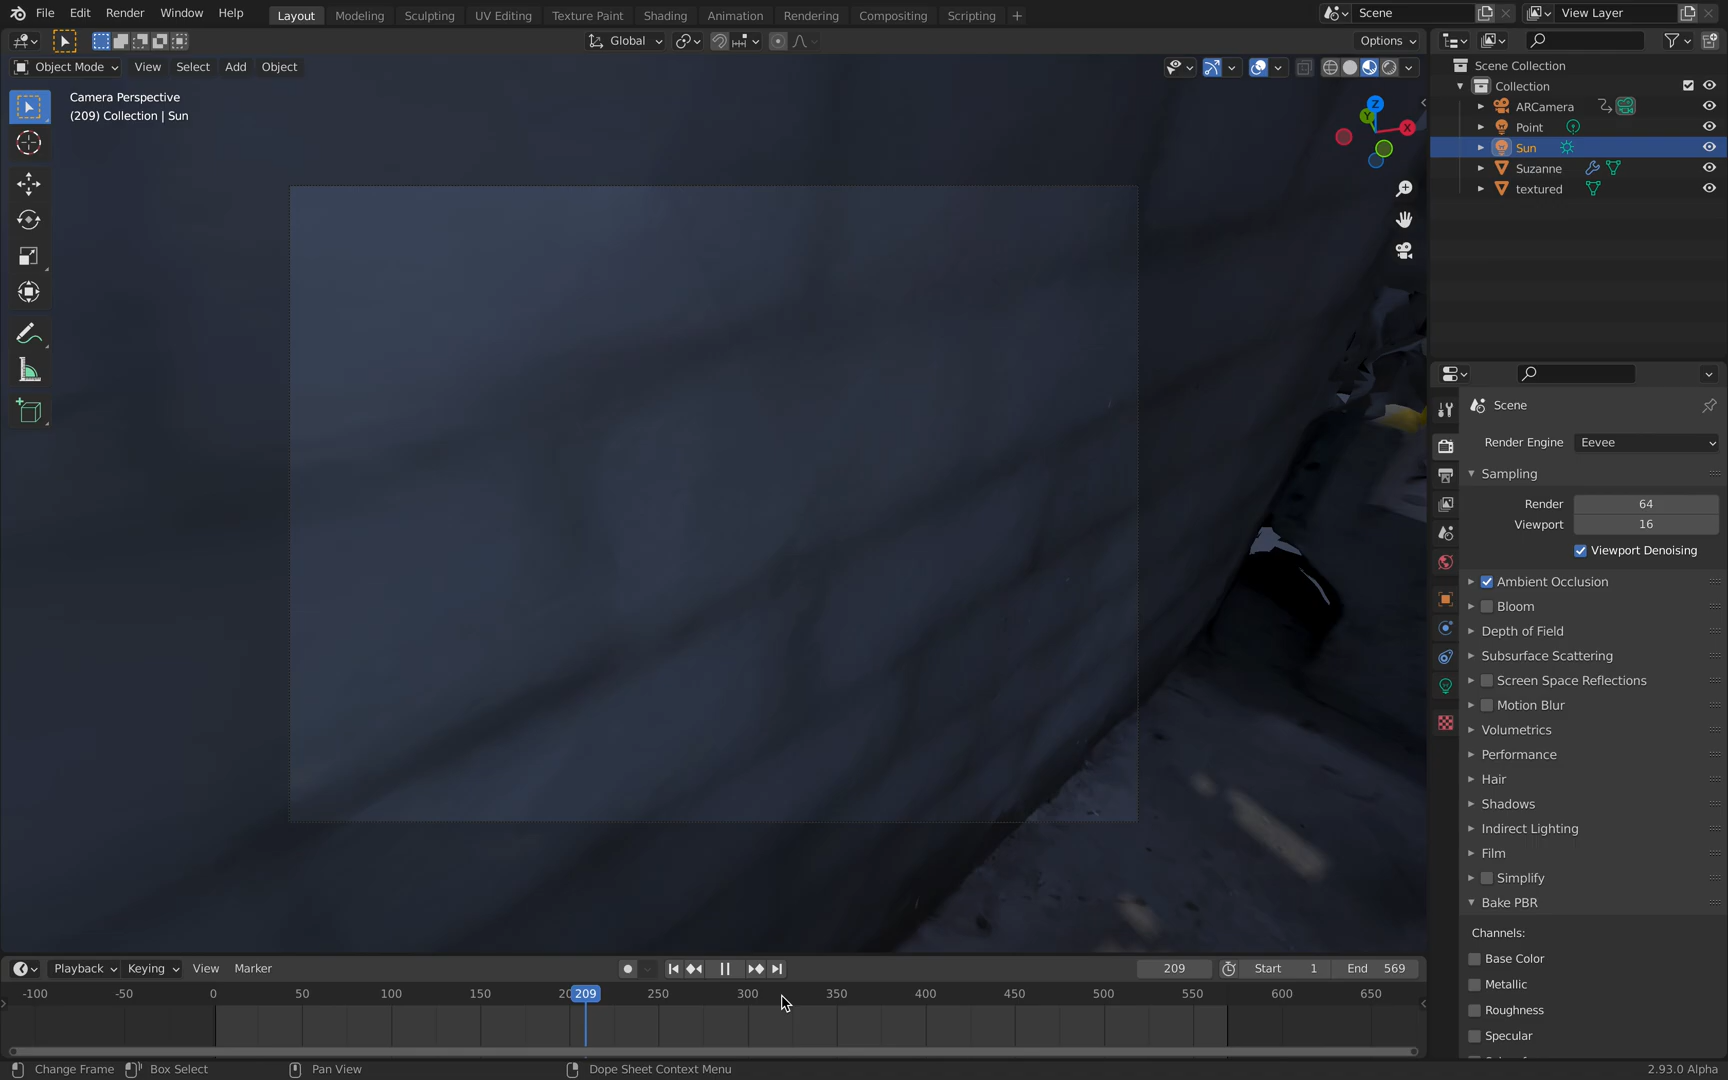 File Edit Render Window Help Layout Modeling Sculpting UV Editing Texture Paint Shading Animation Rendering Compositing Scripting + Scene View Layer
Global Options
Object Mode View Select Add Object
Camera Perspective
(209) Collection | Sun
Z
Y
X
Scene Collection
Collection
ARCamera
Point
Sun
Suzanne
textured
Scene
Render Engine Eevee
Sampling
Render 64
Viewport 16
Viewport Denoising
Ambient Occlusion
Bloom
Depth of Field
Subsurface Scattering
Screen Space Reflections
Motion Blur
Volumetrics
Performance
Hair
Shadows
Indirect Lighting
Film
Simplify
Bake PBR
Channels:
Base Color
Metallic
Roughness
Specular
Playback Keying View Marker 209 Start 1 End 569
-100 -50 0 50 100 150 20 209 250 300 350 400 450 500 550 600 650
Change Frame Box Select Pan View Dope Sheet Context Menu 2.93.0 Alpha